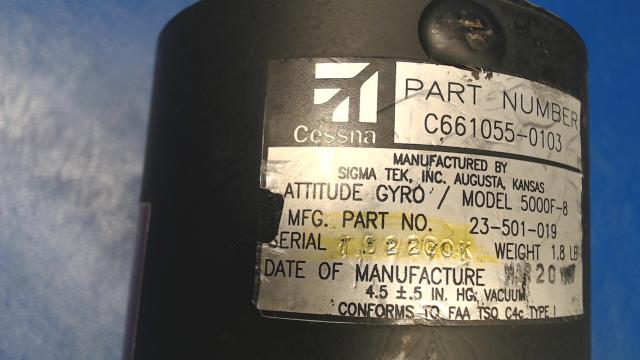 Cessna
PART NUMBER
C661055-0103
MANUFACTURED BY
SIGMA TEK, INC. AUGUSTA, KANSAS
ATTITUDE GYRO / MODEL 5000F-8
MFG. PART NO. 23-501-019
SERIAL WEIGHT 1.8 LB
DATE OF MANUFACTURE
4.5 ±.5 IN. HG. VACUUM
CONFORMS TO FAA TSO C4c TYPE I